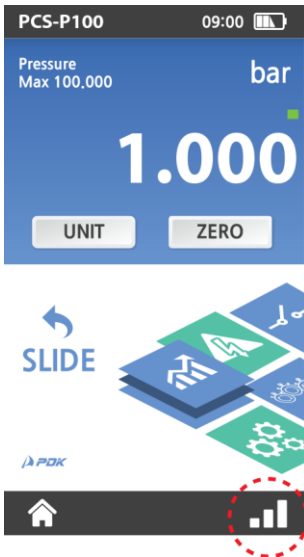 PCS-P100 09:00
Pressure bar
Max 100.000
1.000
UNIT ZERO
SLIDE
PDK